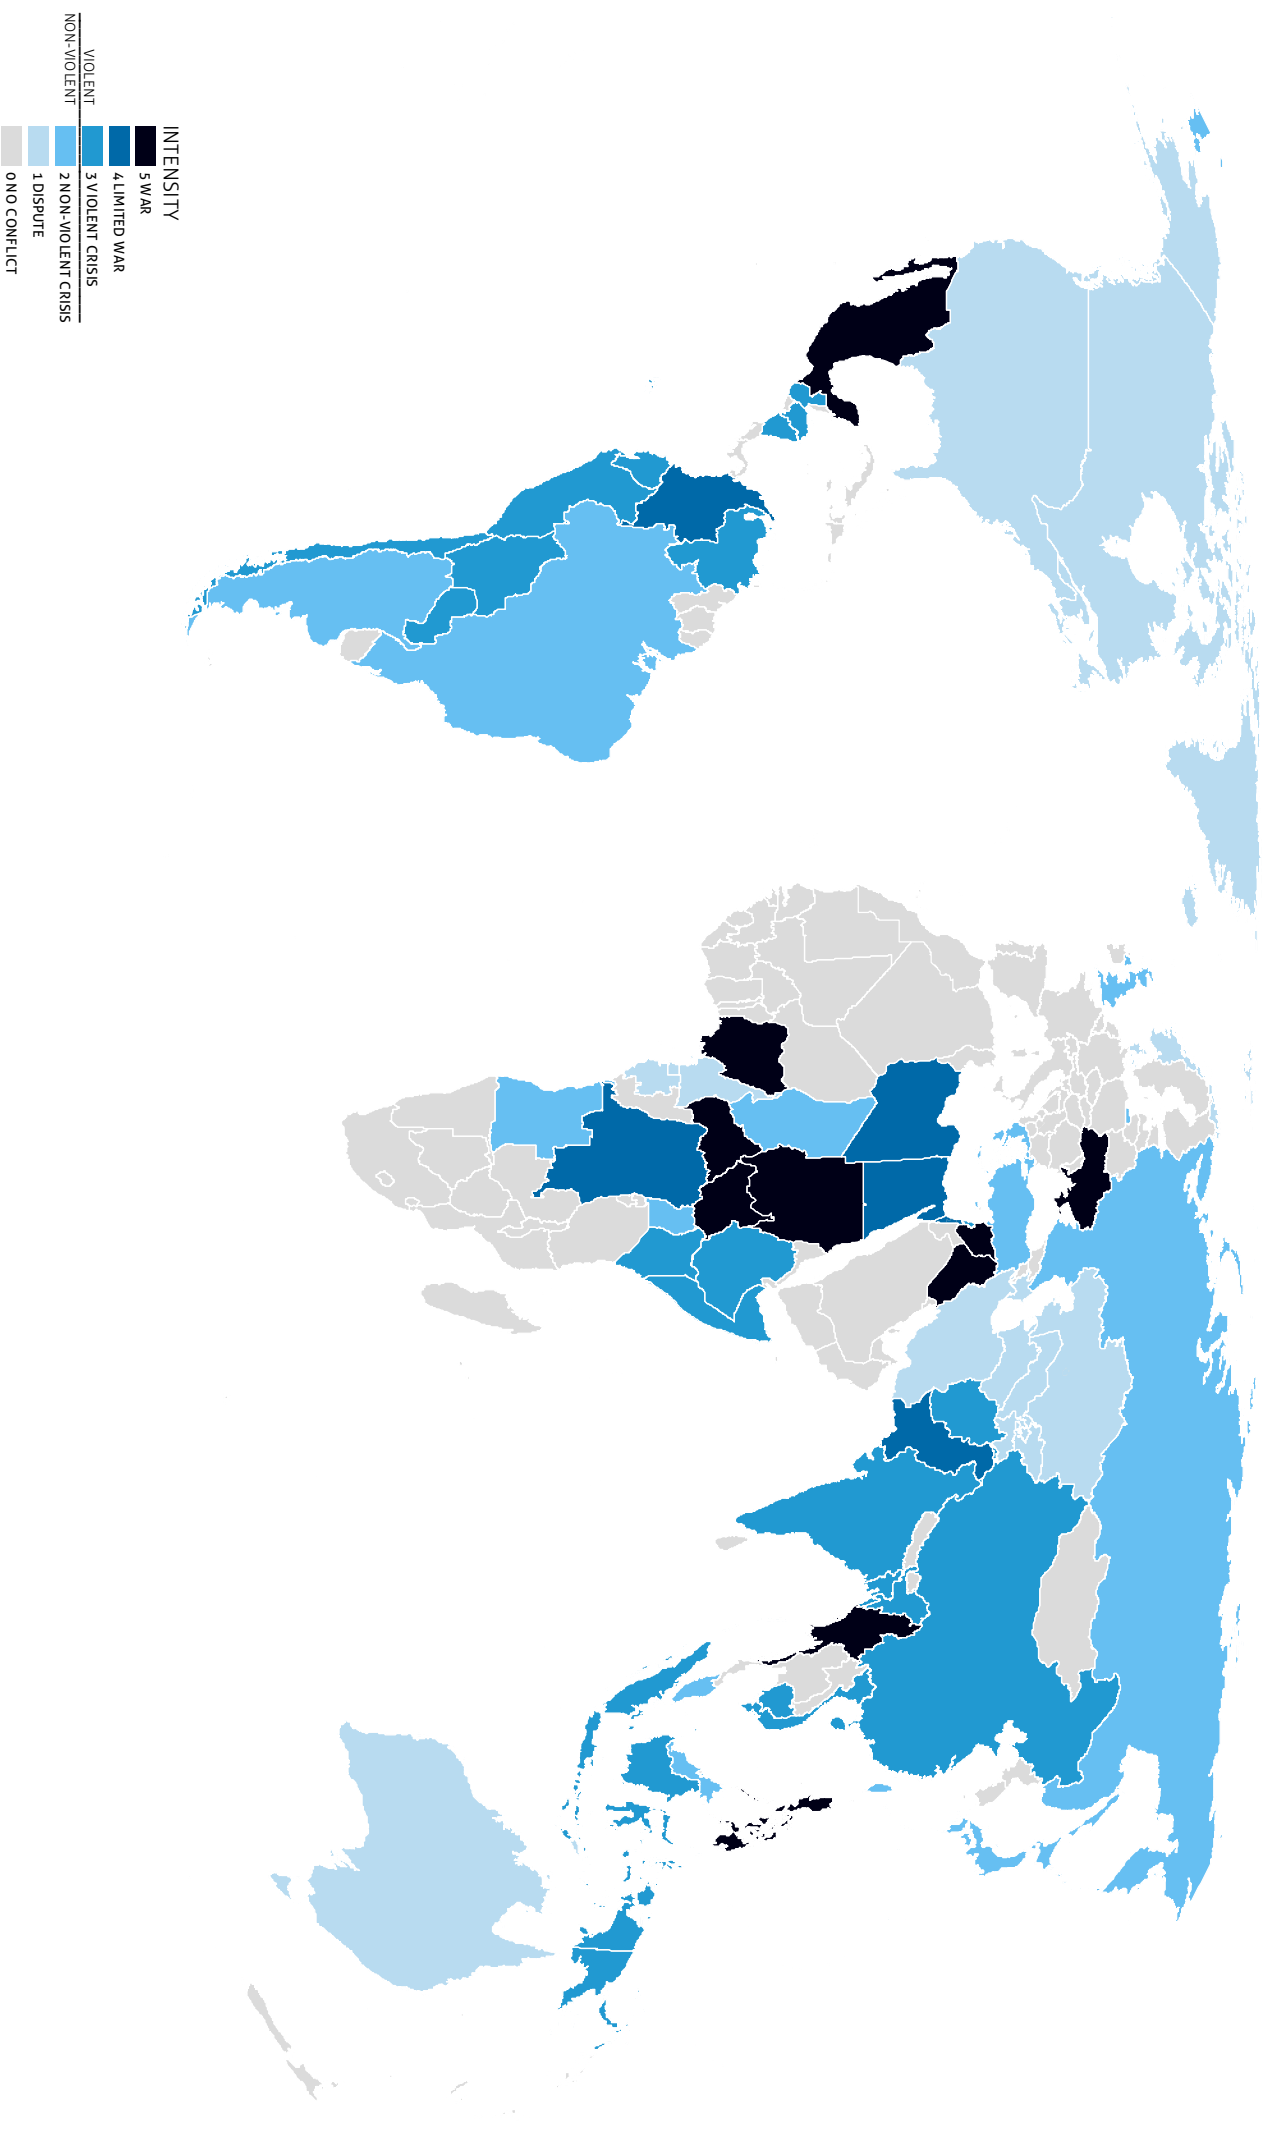 INTENSITY
5 WAR
4 LIMITED WAR
VIOLENT
3 VIOLENT CRISIS
NON-VIOLENT
2 NON-VIOLENT CRISIS
1 DISPUTE
0 NO CONFLICT